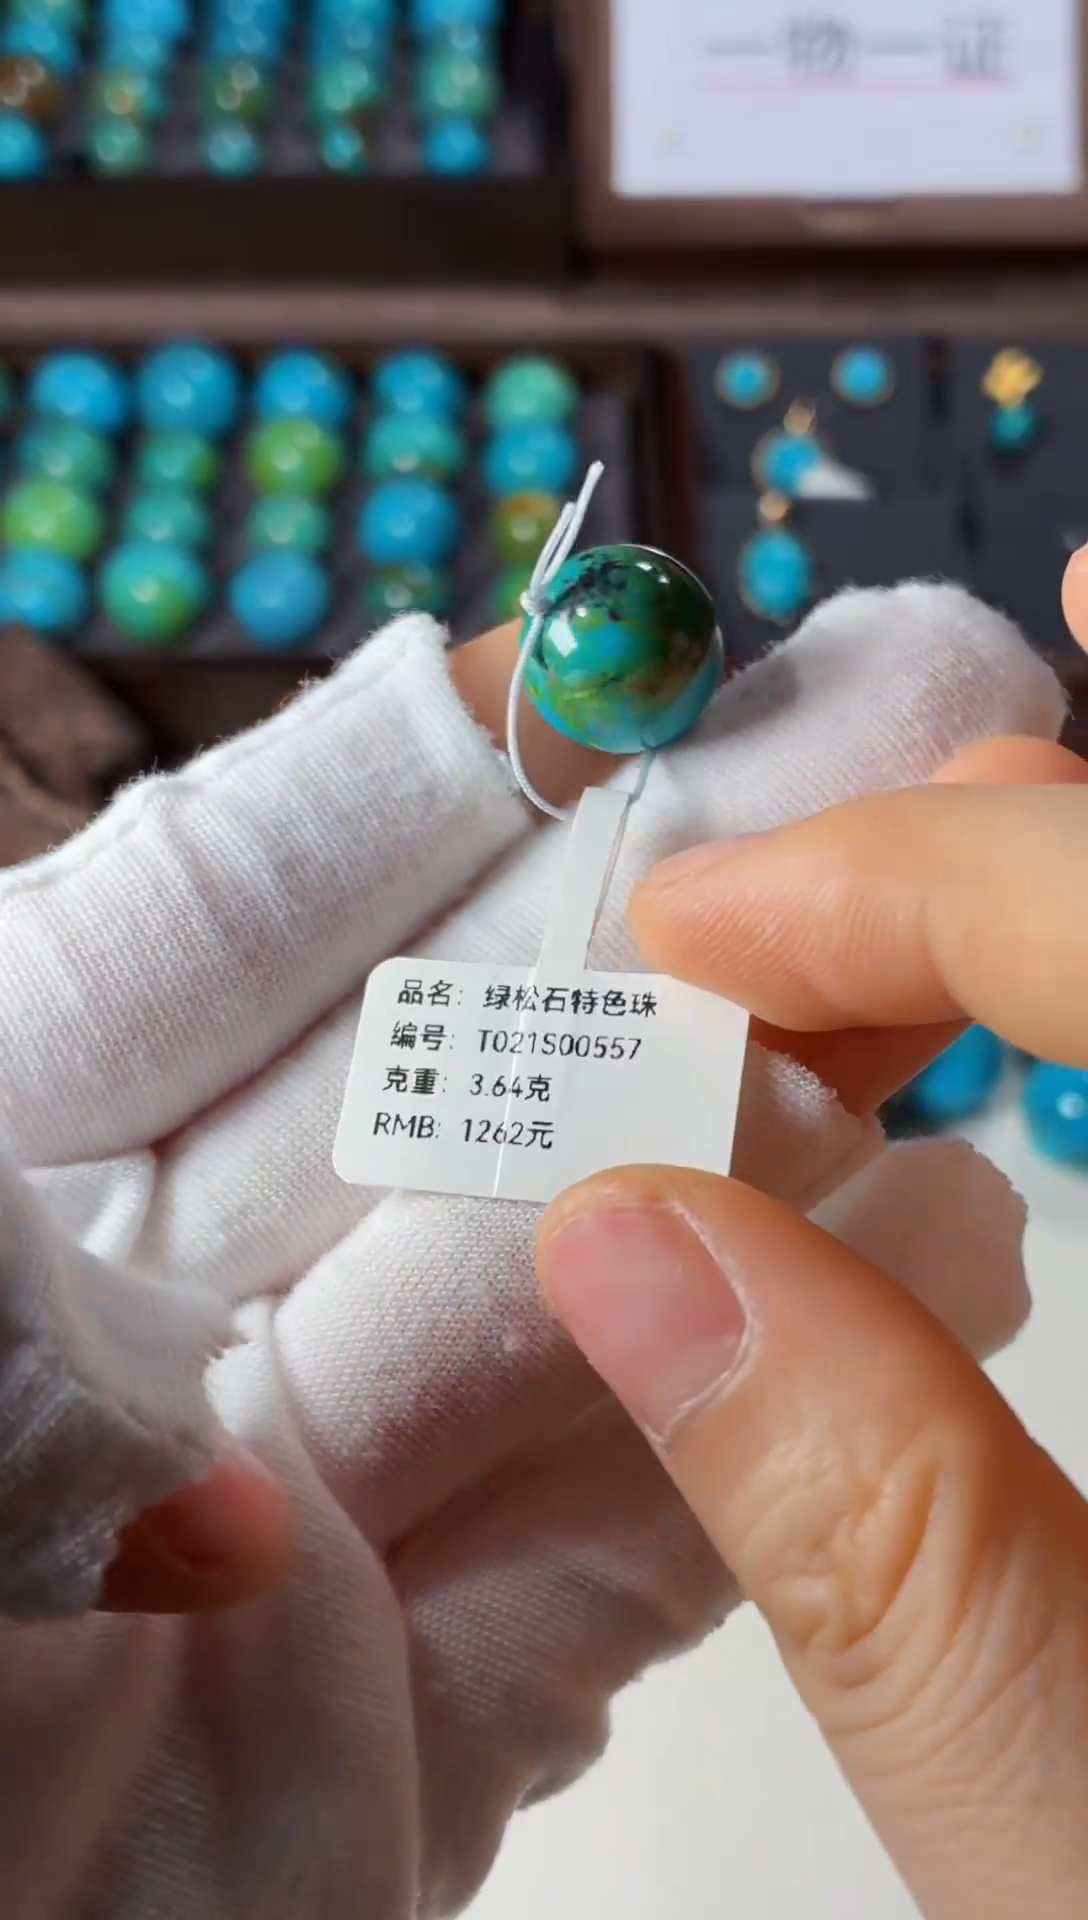 一物一证
品名: 绿松石特色珠
编号: T021S00557
克重: 3.64克
RMB: 1262元